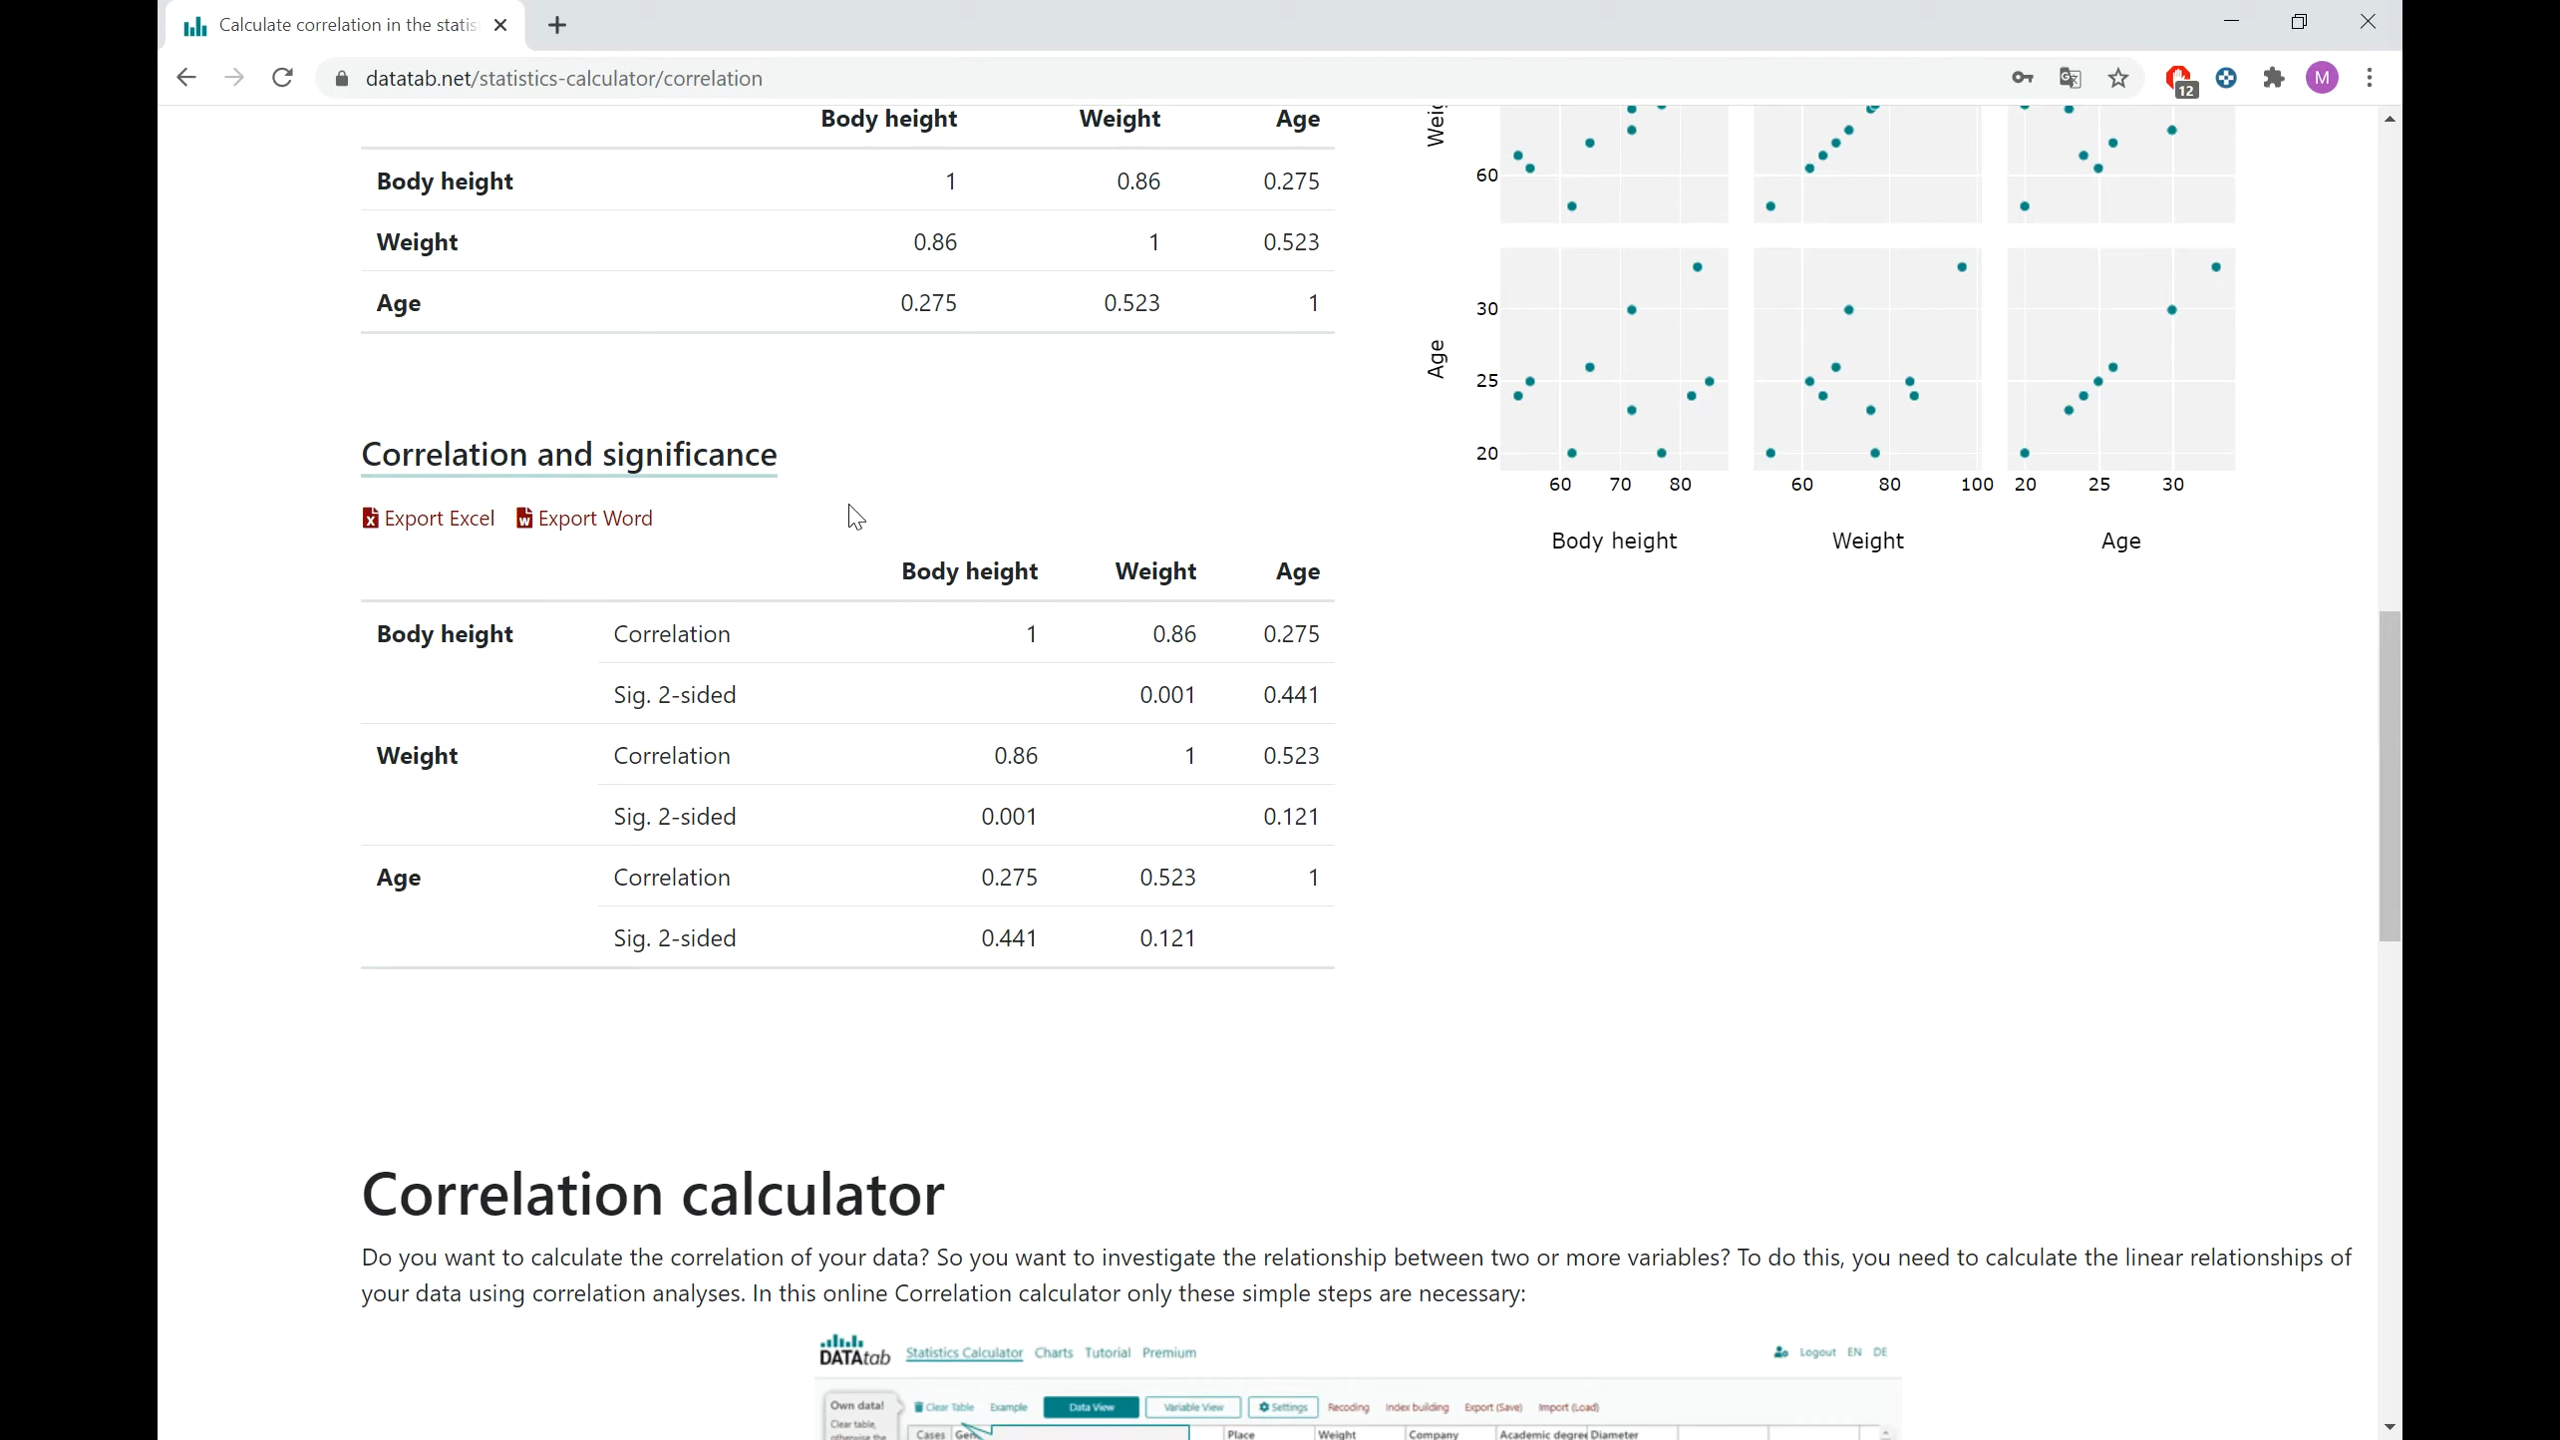 Calculate correlation in the statis
datatab.net/statistics-calculator/correlation
12
M
Body height Weight Age
Body height 1 0.86 0.275
Weight 0.86 1 0.523
Age 0.275 0.523 1
60
Age
30
25
20
60 70 80 60 80 100 20 25 30
Body height Weight Age
Correlation and significance
Export Excel Export Word
Body height Weight Age
Body height Correlation 1 0.86 0.275
Sig. 2-sided 0.001 0.441
Weight Correlation 0.86 1 0.523
Sig. 2-sided 0.001 0.121
Age Correlation 0.275 0.523 1
Sig. 2-sided 0.441 0.121
Correlation calculator
Do you want to calculate the correlation of your data? So you want to investigate the relationship between two or more variables? To do this, you need to calculate the linear relationships of
your data using correlation analyses. In this online Correlation calculator only these simple steps are necessary:
DATAtab Statistics Calculator Charts Tutorial Premium Logout EN DE
Own data! Clear Table Example Data View Variable View Settings Recoding Index building Export (Save) Import (Load)
Clear table,
Cases Place Weight Company Academic degree Diameter